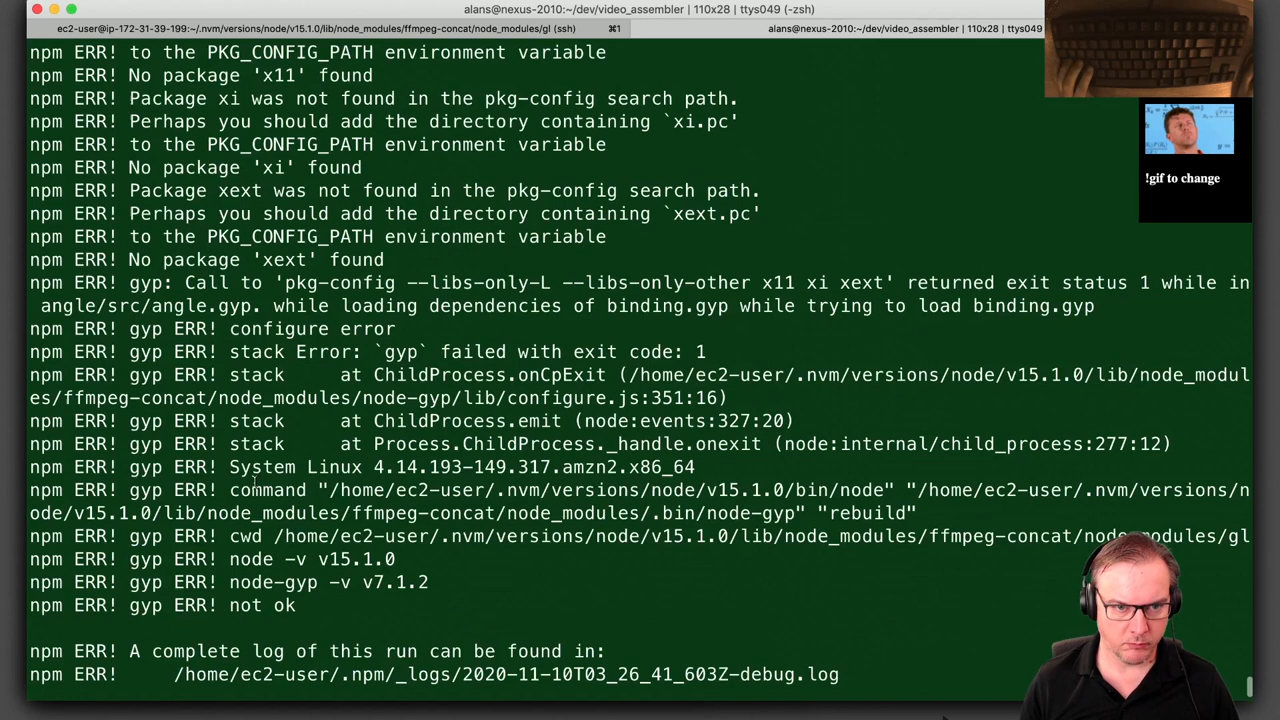 alans@nexus-2010:~/dev/video_assembler | 110x28 | ttys049 (-zsh)
ec2-user@ip-172-31-39-199:~/.nvm/versions/node/v15.1.0/lib/node_modules/ffmpeg-concat/node_modules/gl (ssh) ⌘1 alans@nexus-2010:~/dev/video_assembler | 110x28 | ttys049
npm ERR! to the PKG_CONFIG_PATH environment variable
npm ERR! No package 'x11' found
npm ERR! Package xi was not found in the pkg-config search path.
npm ERR! Perhaps you should add the directory containing `xi.pc'
npm ERR! to the PKG_CONFIG_PATH environment variable
npm ERR! No package 'xi' found
npm ERR! Package xext was not found in the pkg-config search path.
npm ERR! Perhaps you should add the directory containing `xext.pc'
npm ERR! to the PKG_CONFIG_PATH environment variable
npm ERR! No package 'xext' found
npm ERR! gyp: Call to 'pkg-config --libs-only-L --libs-only-other x11 xi xext' returned exit status 1 while in
angle/src/angle.gyp. while loading dependencies of binding.gyp while trying to load binding.gyp
npm ERR! gyp ERR! configure error
npm ERR! gyp ERR! stack Error: `gyp` failed with exit code: 1
npm ERR! gyp ERR! stack     at ChildProcess.onCpExit (/home/ec2-user/.nvm/versions/node/v15.1.0/lib/node_modul
es/ffmpeg-concat/node_modules/node-gyp/lib/configure.js:351:16)
npm ERR! gyp ERR! stack     at ChildProcess.emit (node:events:327:20)
npm ERR! gyp ERR! stack     at Process.ChildProcess._handle.onexit (node:internal/child_process:277:12)
npm ERR! gyp ERR! System Linux 4.14.193-149.317.amzn2.x86_64
npm ERR! gyp ERR! command "/home/ec2-user/.nvm/versions/node/v15.1.0/bin/node" "/home/ec2-user/.nvm/versions/n
ode/v15.1.0/lib/node_modules/ffmpeg-concat/node_modules/.bin/node-gyp" "rebuild"
npm ERR! gyp ERR! cwd /home/ec2-user/.nvm/versions/node/v15.1.0/lib/node_modules/ffmpeg-concat/node_modules/gl
npm ERR! gyp ERR! node -v v15.1.0
npm ERR! gyp ERR! node-gyp -v v7.1.2
npm ERR! gyp ERR! not ok
npm ERR! A complete log of this run can be found in:
npm ERR!     /home/ec2-user/.npm/_logs/2020-11-10T03_26_41_603Z-debug.log
!gif to change